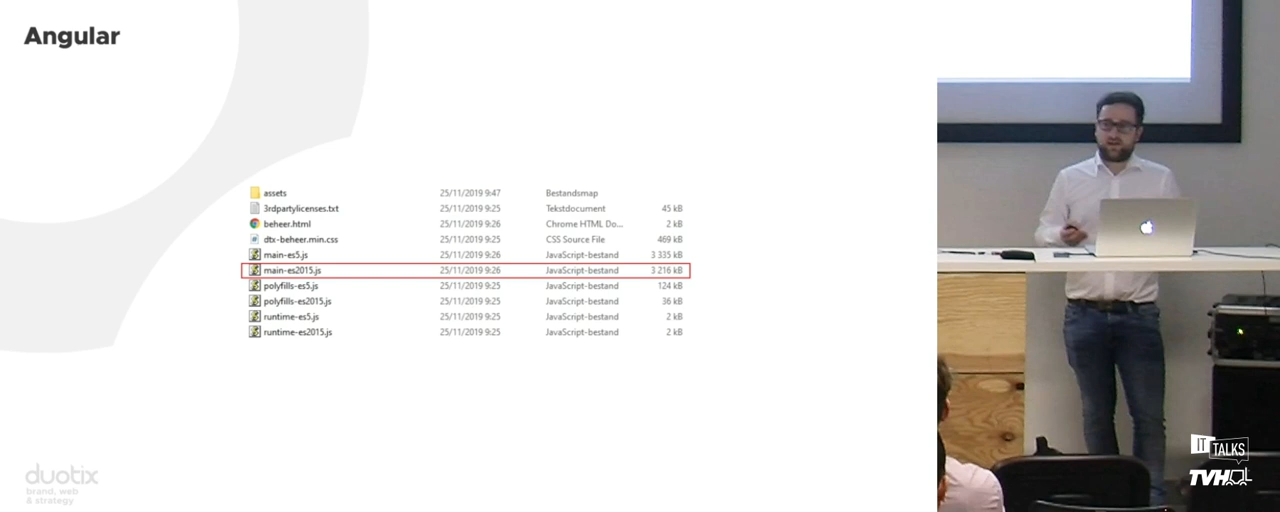 Angular
assets 25/11/2019 9:47 Bestandsmap
3rdpartylicenses.txt 25/11/2019 9:25 Tekstdocument 45 kB
beheer.html 25/11/2019 9:26 Chrome HTML Do... 2 kB
dtx-beheer.min.css 25/11/2019 9:25 CSS Source File 469 kB
main-es5.js 25/11/2019 9:26 JavaScript-bestand 3 335 kB
main-es2015.js 25/11/2019 9:26 JavaScript-bestand 3 216 kB
polyfills-es5.js 25/11/2019 9:25 JavaScript-bestand 124 kB
polyfills-es2015.js 25/11/2019 9:25 JavaScript-bestand 36 kB
runtime-es5.js 25/11/2019 9:25 JavaScript-bestand 2 kB
runtime-es2015.js 25/11/2019 9:25 JavaScript-bestand 2 kB
duotix
brand, web
& strategy
IT TALKS
TVH